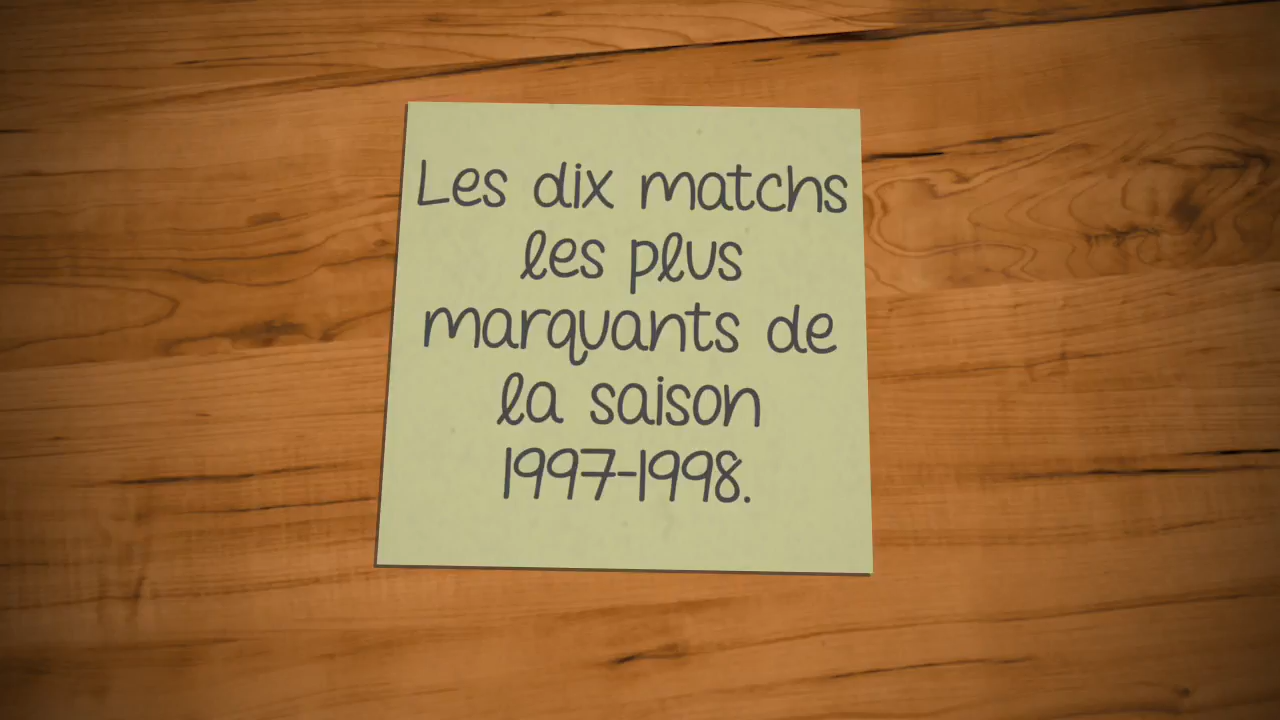 Les dix matchs
les plus
marquants de
la saison
1997-1998.